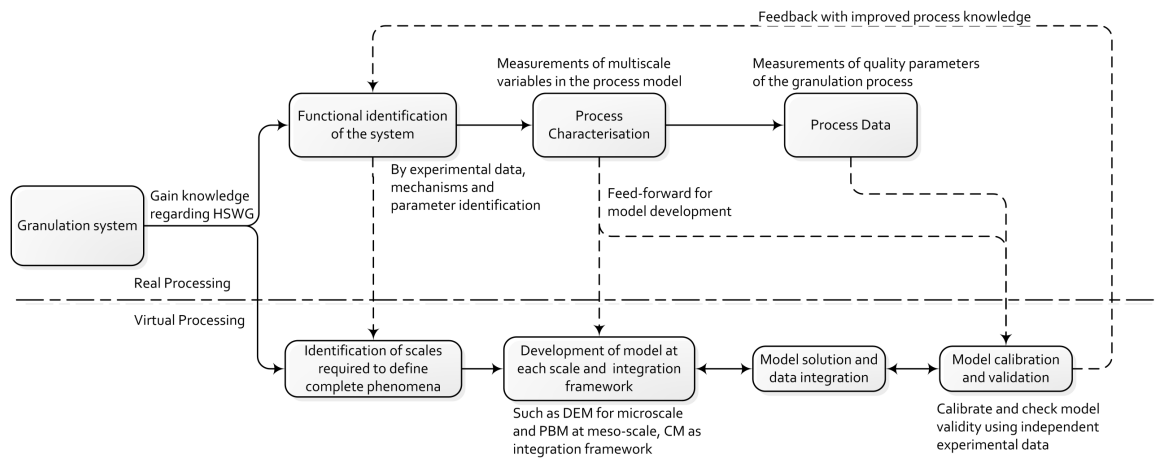 Feedback with improved process knowledge
Measurements of multiscale
variables in the process model
Measurements of quality parameters
of the granulation process
Functional identification
of the system
Process
Characterisation
Process Data
By experimental data,
mechanisms and
parameter identification
Feed-forward for
model development
Gain knowledge
regarding HSWG
Granulation system
Real Processing
Virtual Processing
Identification of scales
required to define
complete phenomena
Development of model at
each scale and integration
framework
Model solution and
data integration
Model calibration
and validation
Such as DEM for microscale
and PBM at meso-scale, CM as
integration framework
Calibrate and check model
validity using independent
experimental data